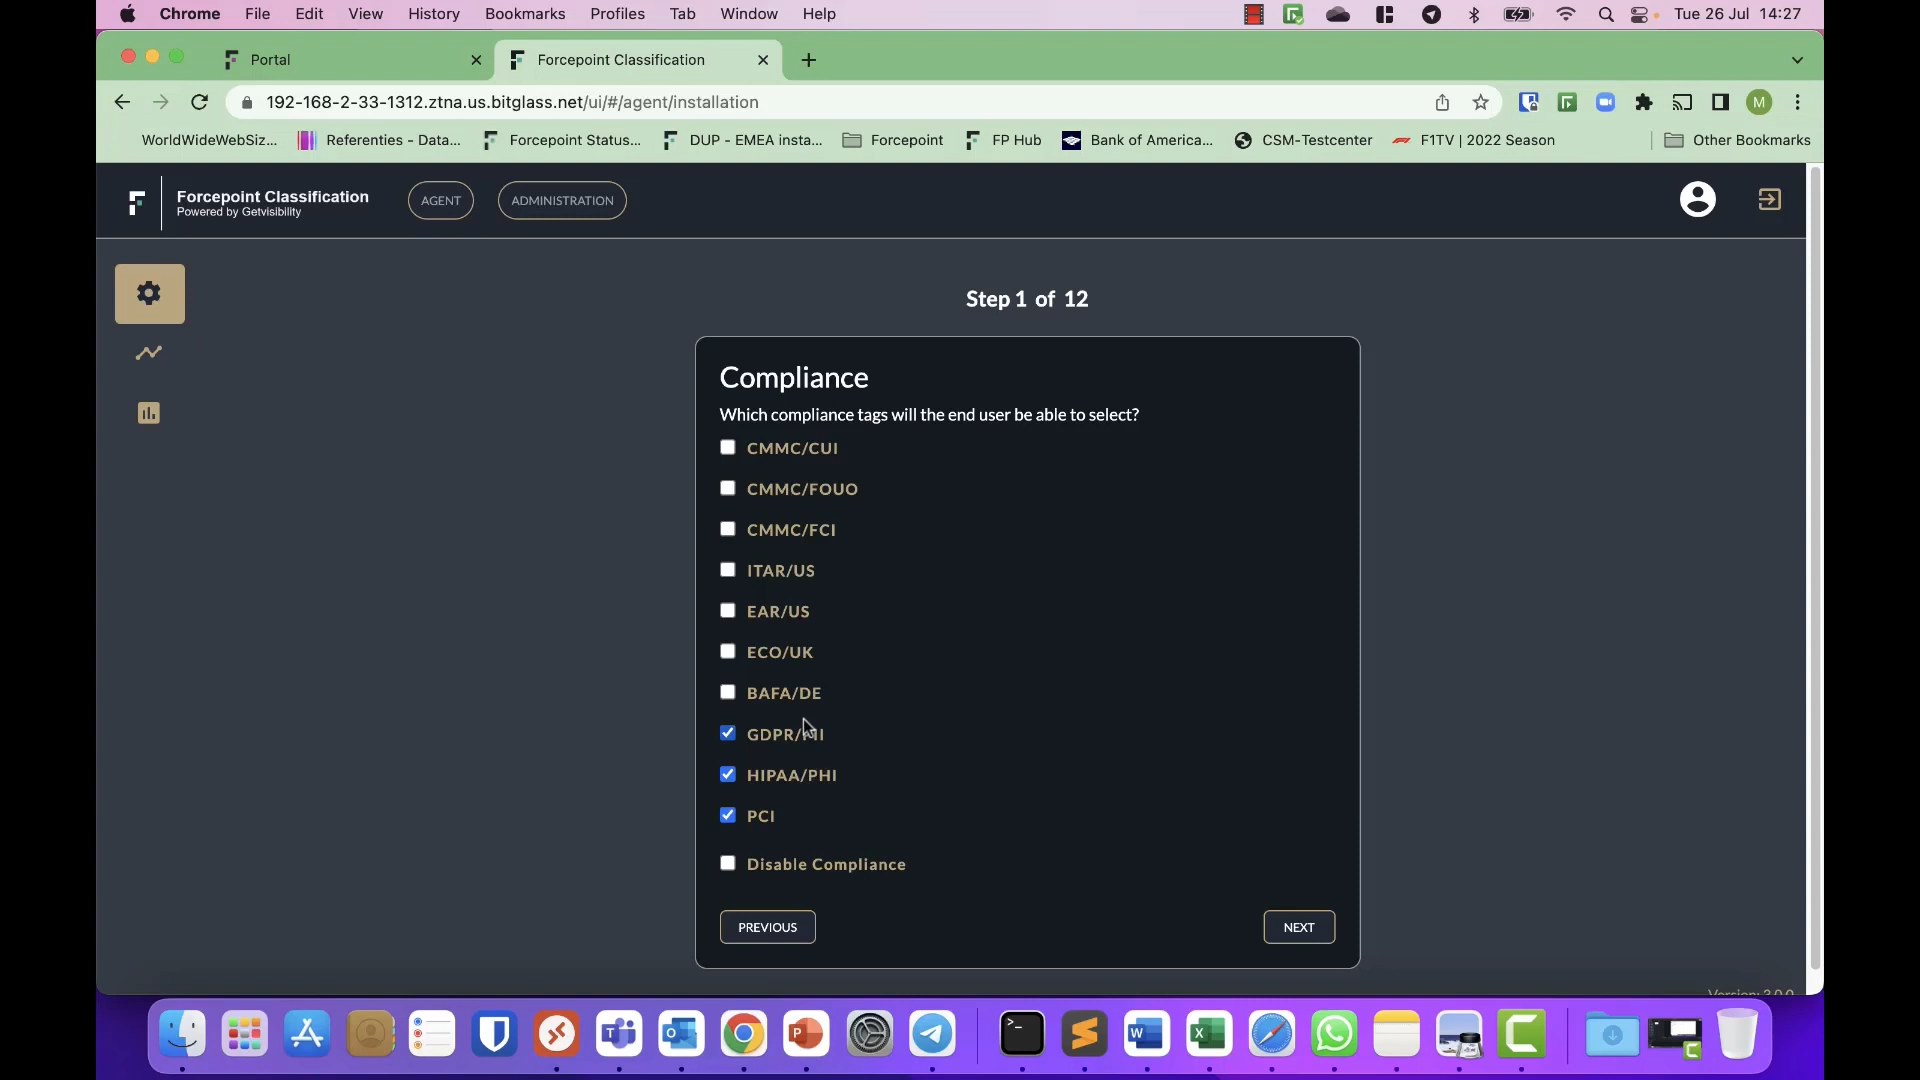 Chrome File Edit View History Bookmarks Profiles Tab Window Help Tue 26 Jul 14:27
Portal Forcepoint Classification
192-168-2-33-1312.ztna.us.bitglass.net/ui/#/agent/installation M
WorldWideWebSiz... Referenties - Data... Forcepoint Status... DUP - EMEA insta... Forcepoint FP Hub Bank of America... CSM-Testcenter F1TV | 2022 Season Other Bookmarks
Forcepoint Classification
Powered by Getvisibility
AGENT ADMINISTRATION
Step 1 of 12
Compliance
Which compliance tags will the end user be able to select?
CMMC/CUI
CMMC/FOUO
CMMC/FCI
ITAR/US
EAR/US
ECO/UK
BAFA/DE
GDPR/
HIPAA/PHI
PCI
Disable Compliance
PREVIOUS NEXT